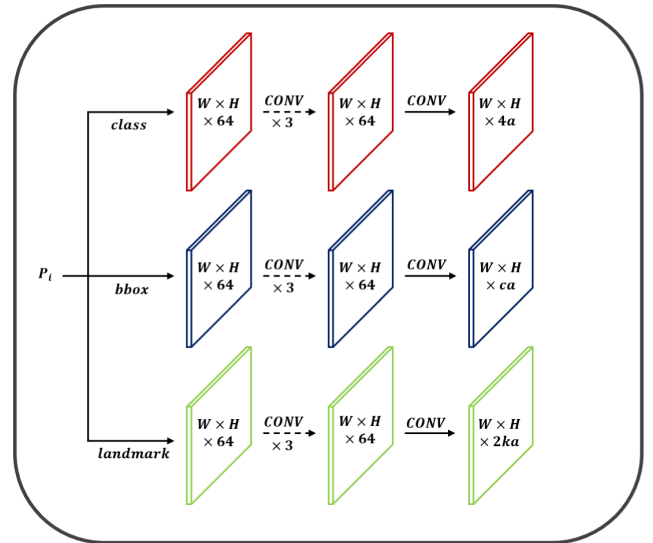 W × H
× 64
CONV
× 3
W × H
× 64
CONV
W × H
× 4a
class
W × H
× 64
CONV
× 3
W × H
× 64
CONV
W × H
× ca
P_i
bbox
W × H
× 64
CONV
× 3
W × H
× 64
CONV
W × H
× 2ka
landmark